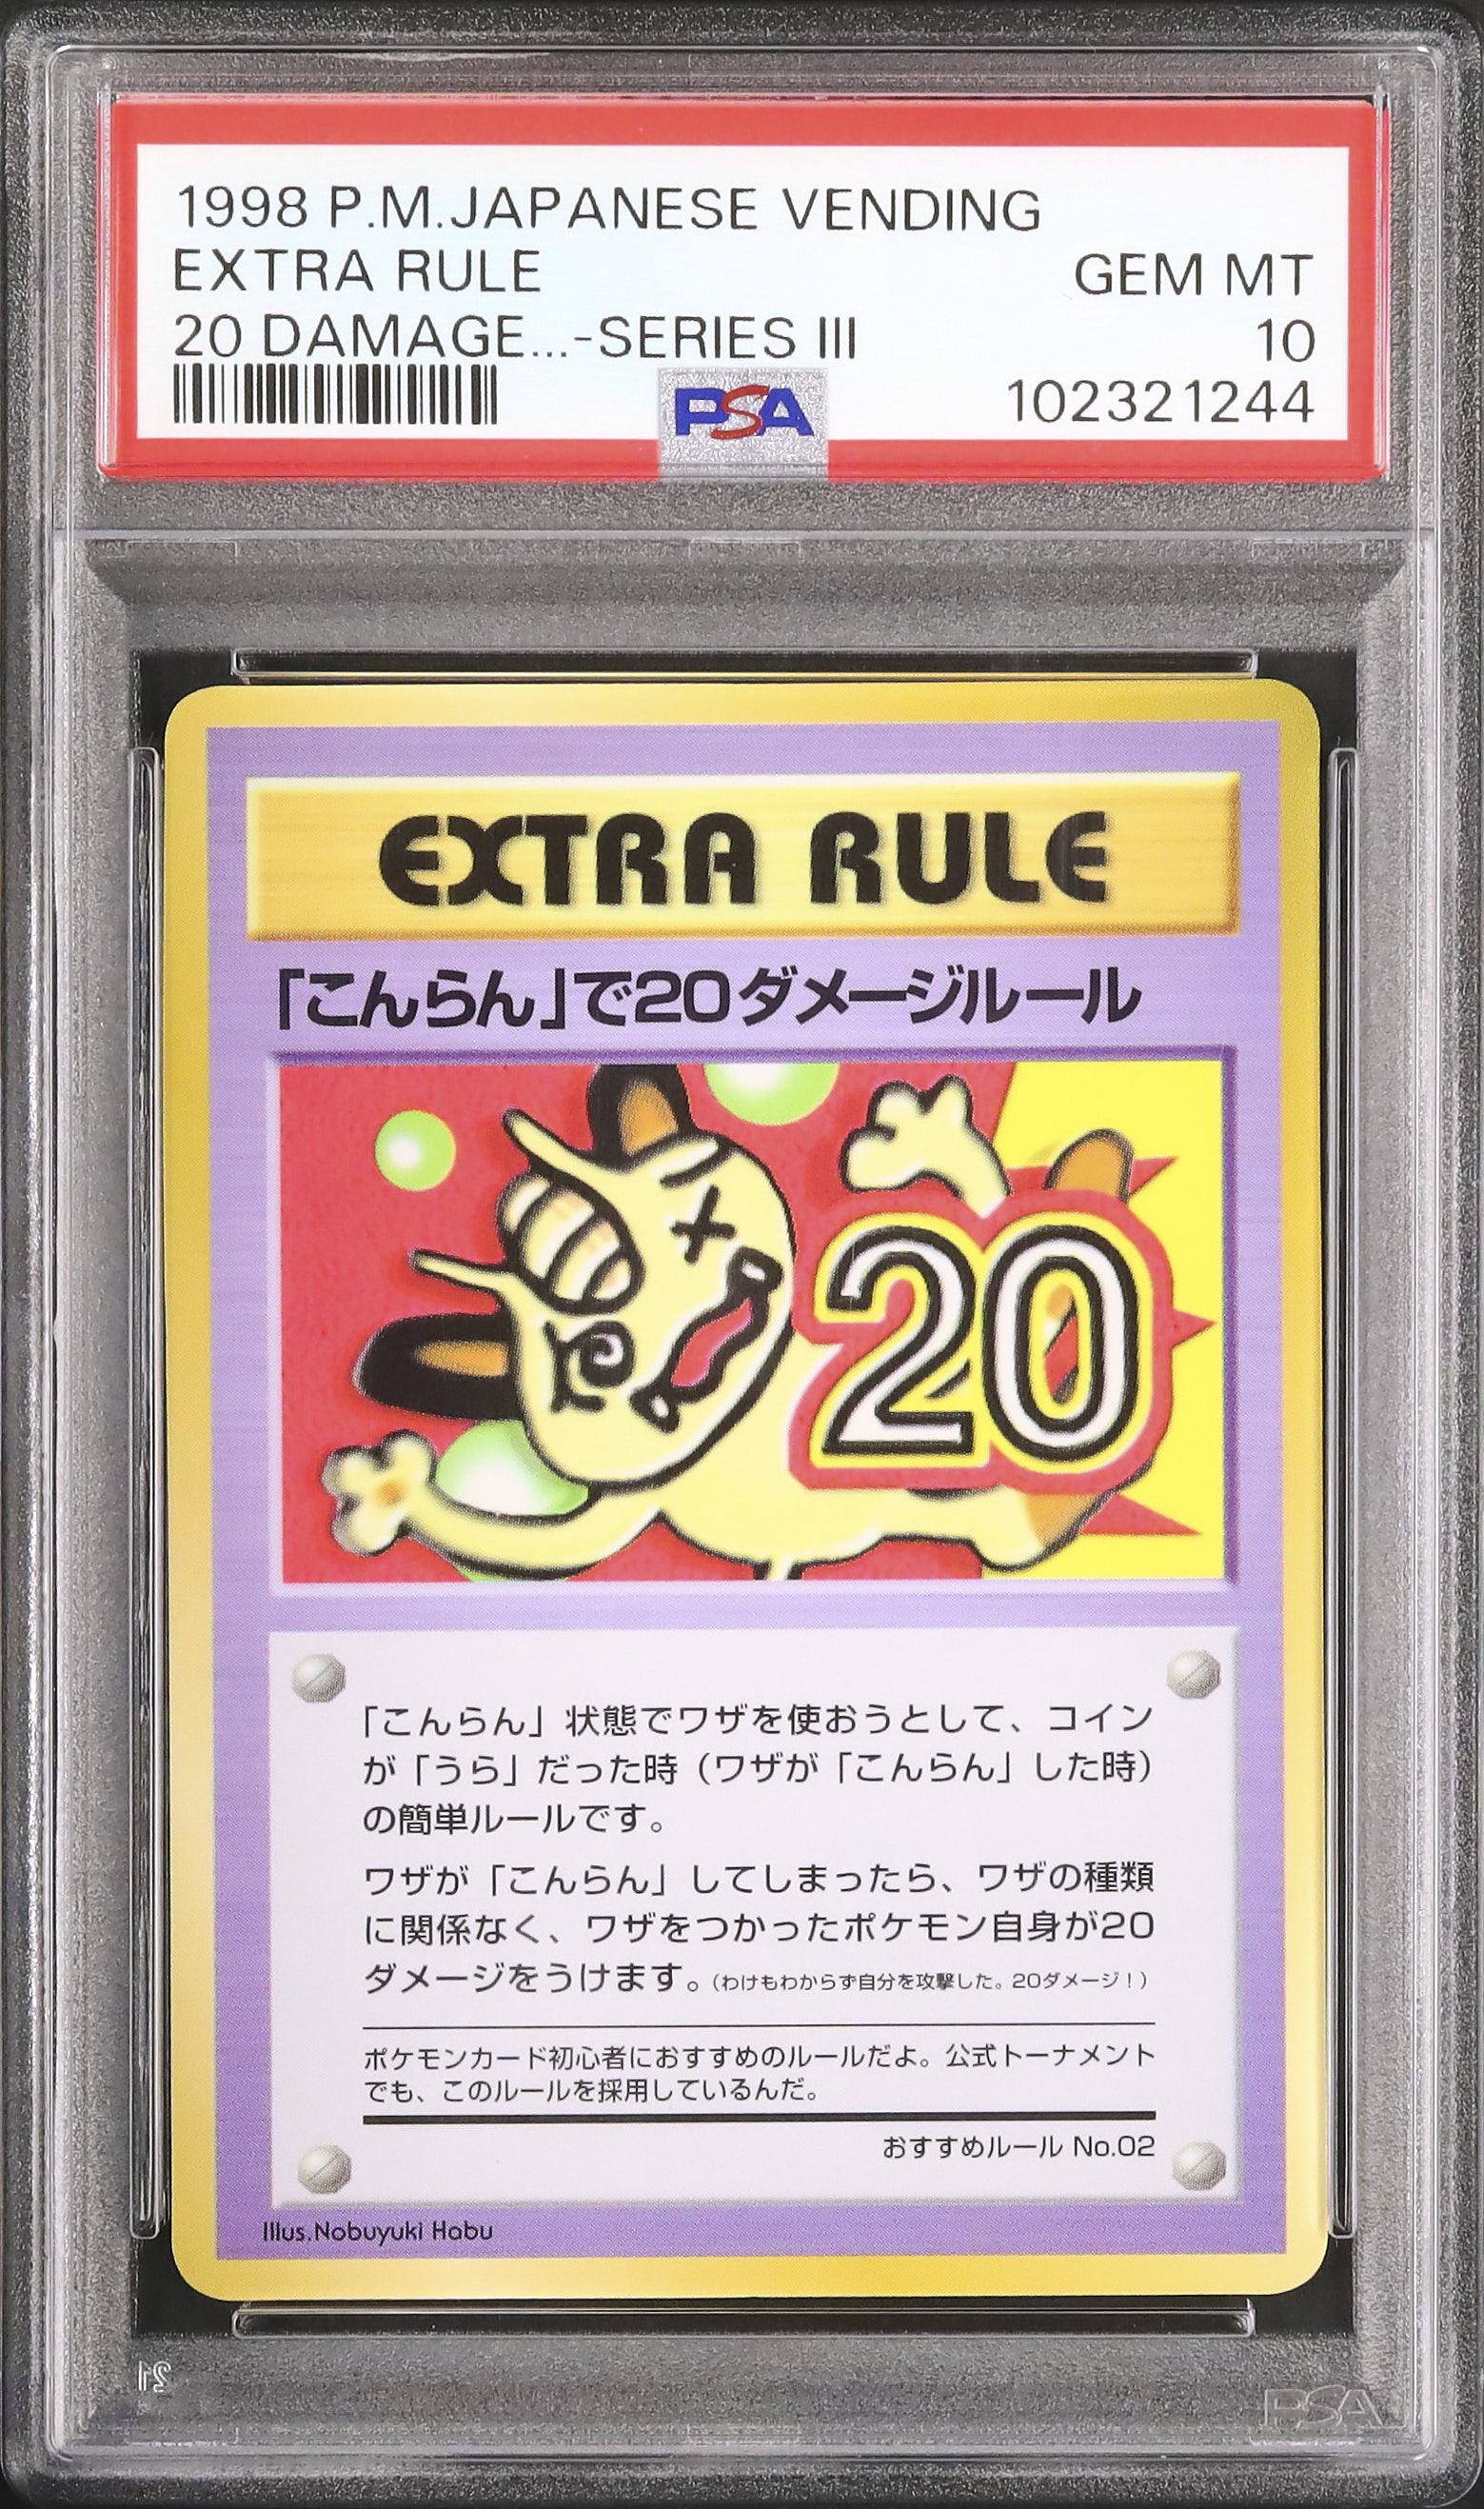 1998 P.M.JAPANESE VENDING
EXTRA RULE
GEM MT
20 DAMAGE...-SERIES III
10
PSA
102321244
EXTRA RULE
「こんらん」で20ダメージルール
20
「こんらん」状態でワザを使おうとして、コイン
が「うら」だった時（ワザが「こんらん」した時）
の簡単ルールです。
ワザが「こんらん」してしまったら、ワザの種類
に関係なく、ワザをつかったポケモン自身が20
ダメージをうけます。（わけもわからず自分を攻撃した。20ダメージ！）
ポケモンカード初心者におすすめのルールだよ。公式トーナメント
でも、このルールを採用しているんだ。
おすすめルール No.02
Illus.Nobuyuki Habu
21
PSA